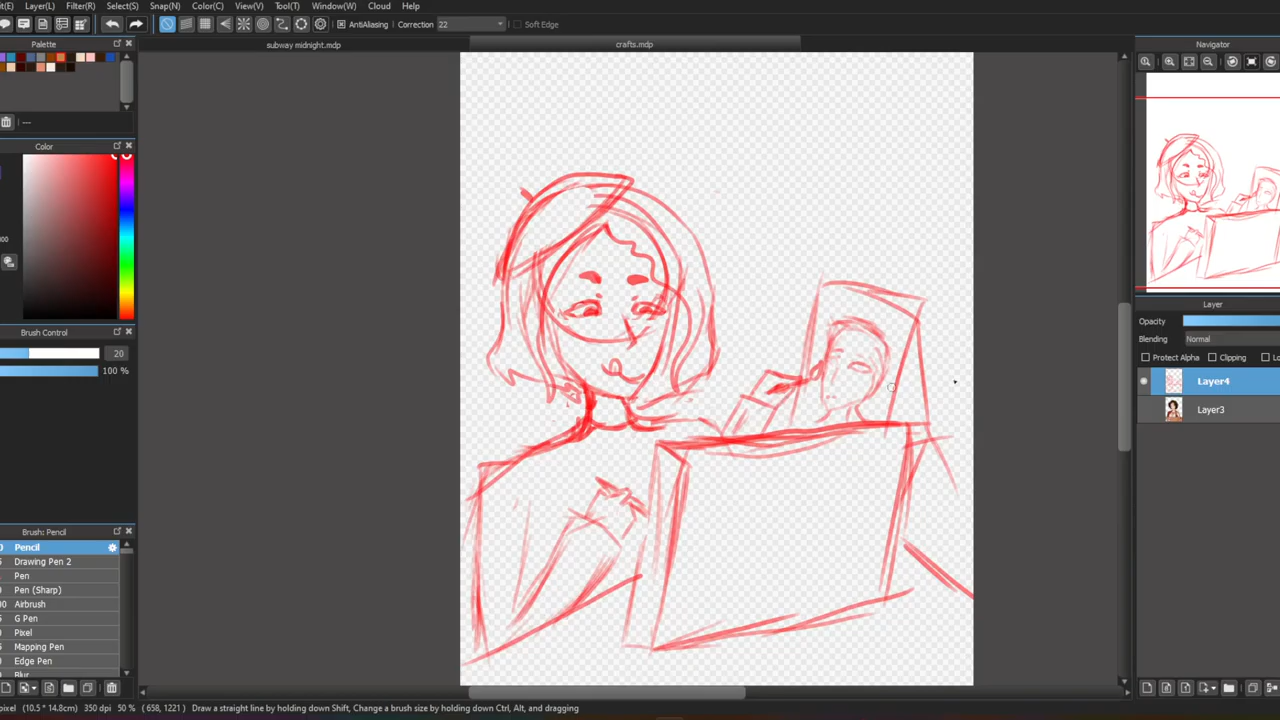 Layer(L) Filter(R) Select(S) Snap(N) Color(C) View(V) Tool(T) Window(W) Cloud Help
AntiAliasing Correction 22 Soft Edge
Palette
subway midnight.mdp
crafts.mdp
Navigator
---
Color
Brush Control
20
100 %
Layer
Opacity
Blending Normal
Protect Alpha Clipping
Layer4
Layer3
Brush: Pencil
Pencil
Drawing Pen 2
Pen
Pen (Sharp)
Airbrush
G Pen
Pixel
Mapping Pen
Edge Pen
Blur
pixel (10.5 * 14.8cm) 350 dpi 50 % ( 658, 1221 ) Draw a straight line by holding down Shift, Change a brush size by holding down Ctrl, Alt, and dragging